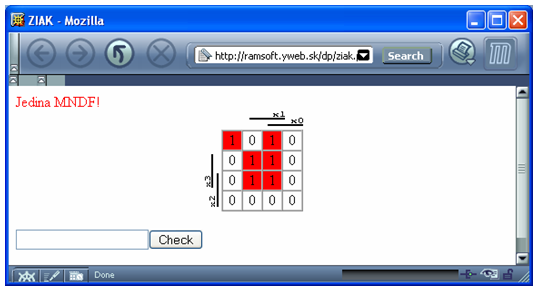 ZIAK - Mozilla
http://ramsoft.yweb.sk/dp/ziak.
Search
Jedina MNDF!
x1
x0
1 0 1 0
0 1 1 0
x3
0 1 1 0
x2
0 0 0 0
Check
Done